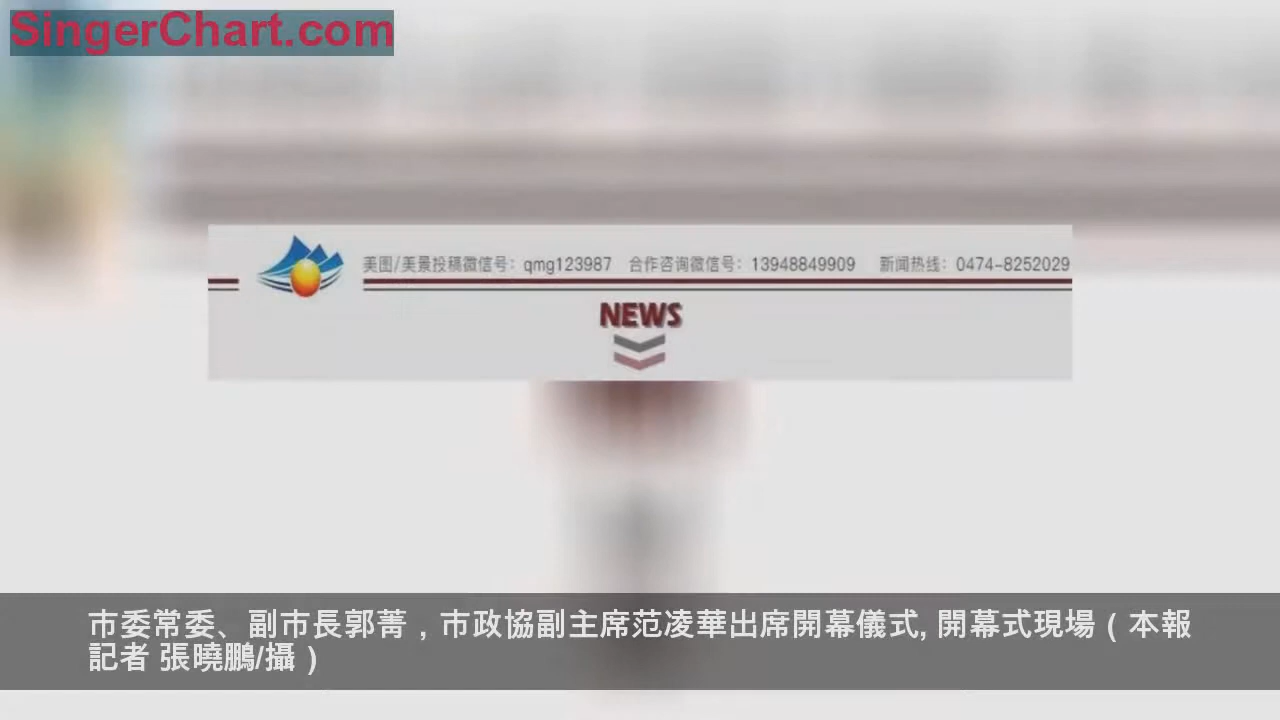 SingerChart.com
美图/美景投稿微信号：qmg123987 合作咨询微信号：13948849909 新闻热线：0474-8252029
NEWS
市委常委、副市長郭菁，市政協副主席范凌華出席開幕儀式, 開幕式現場（本報
記者 張曉鵬/攝）